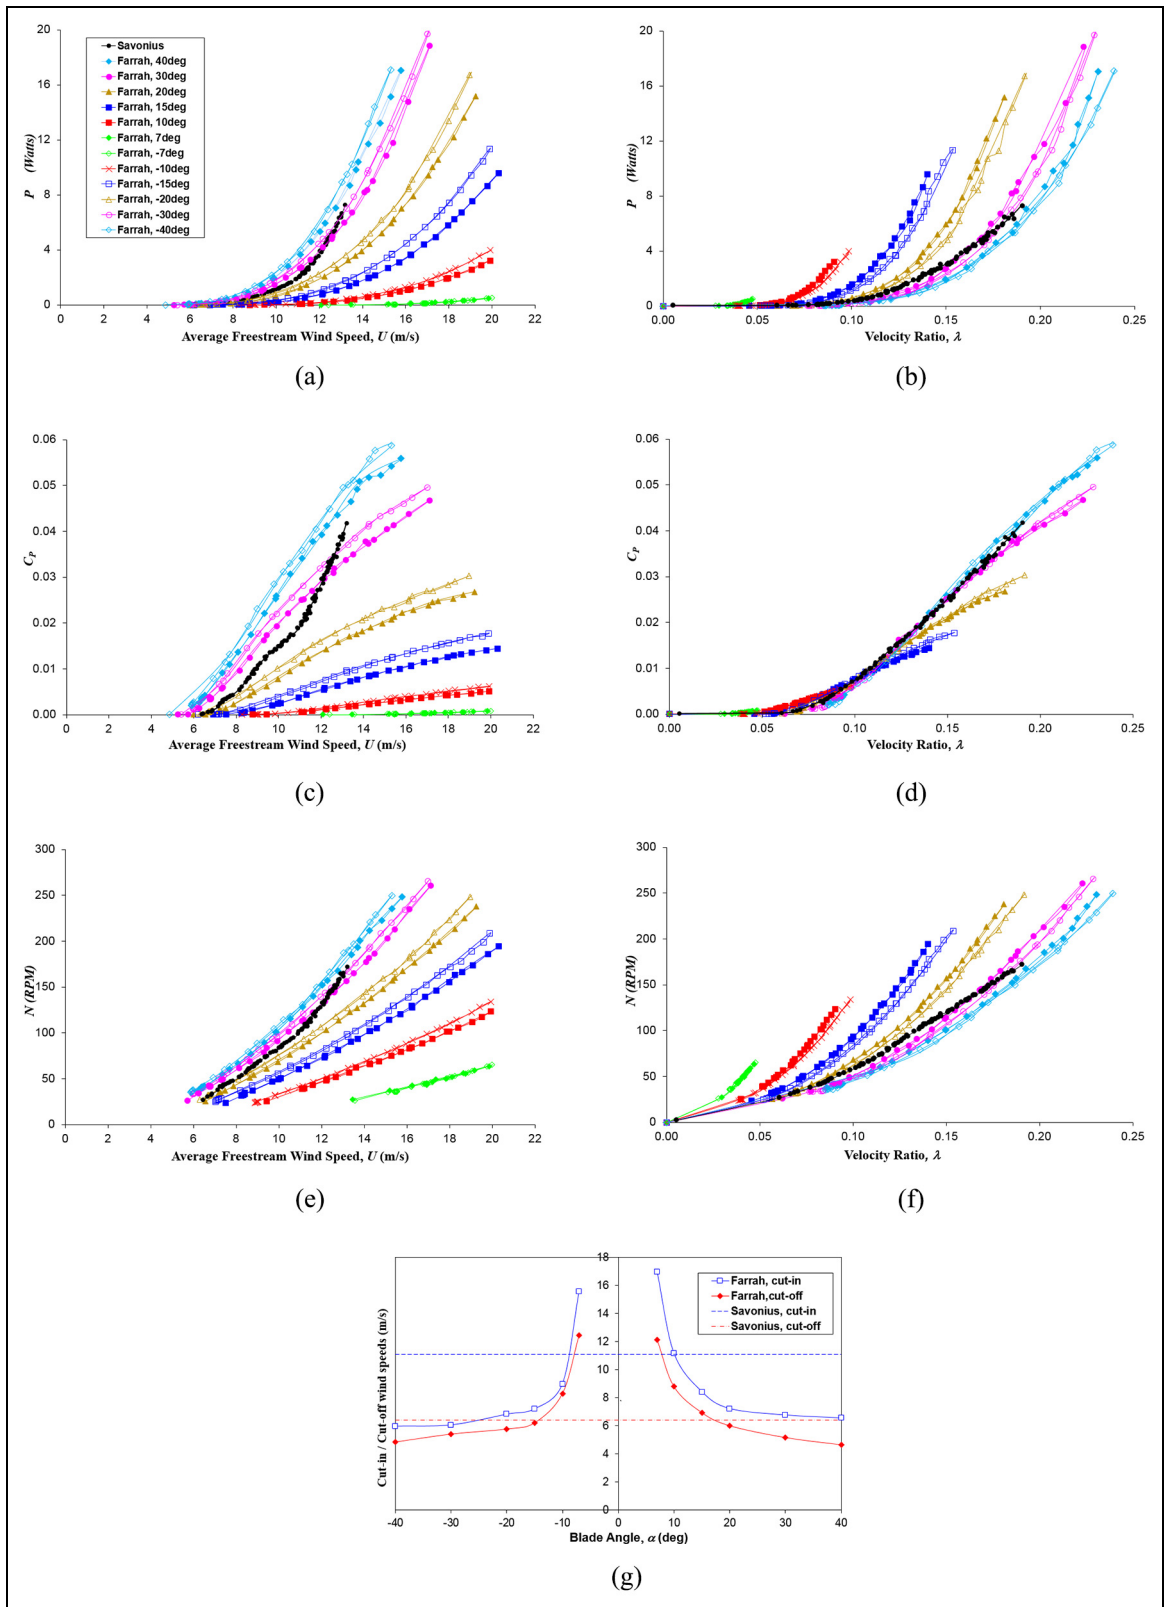 20
16
12
8
4
0
P (Watts)
Savonius
Farrah, 40deg
Farrah, 30deg
Farrah, 20deg
Farrah, 15deg
Farrah, 10deg
Farrah, 7deg
Farrah, -7deg
Farrah, -10deg
Farrah, -15deg
Farrah, -20deg
Farrah, -30deg
Farrah, -40deg
0 2 4 6 8 10 12 14 16 18 20 22
Average Freestream Wind Speed, U (m/s)
(a)
20
16
12
8
4
0
P (Watts)
0.00 0.05 0.10 0.15 0.20 0.25
Velocity Ratio, λ
(b)
0.06
0.05
0.04
0.03
0.02
0.01
0.00
CP
0 2 4 6 8 10 12 14 16 18 20 22
Average Freestream Wind Speed, U (m/s)
(c)
0.06
0.05
0.04
0.03
0.02
0.01
0.00
CP
0.00 0.05 0.10 0.15 0.20 0.25
Velocity Ratio, λ
(d)
300
250
200
150
100
50
0
N (RPM)
0 2 4 6 8 10 12 14 16 18 20 22
Average Freestream Wind Speed, U (m/s)
(e)
300
250
200
150
100
50
0
N (RPM)
0.00 0.05 0.10 0.15 0.20 0.25
Velocity Ratio, λ
(f)
18
16
14
12
10
8
6
4
2
0
Cut-in / Cut-off wind speeds (m/s)
Farrah, cut-in
Farrah,cut-off
Savonius, cut-in
Savonius, cut-off
-40 -30 -20 -10 0 10 20 30 40
Blade Angle, α (deg)
(g)